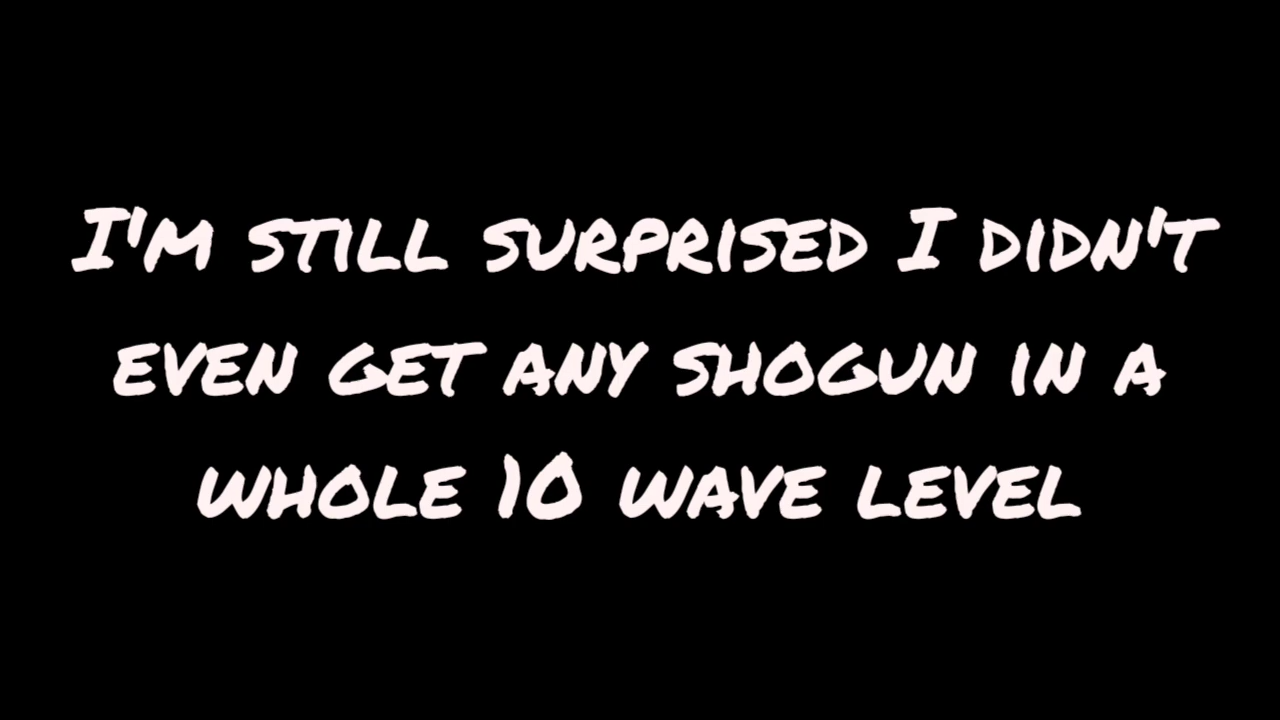 I'm still surprised I didn't
even get any shogun in a
whole 10 wave level